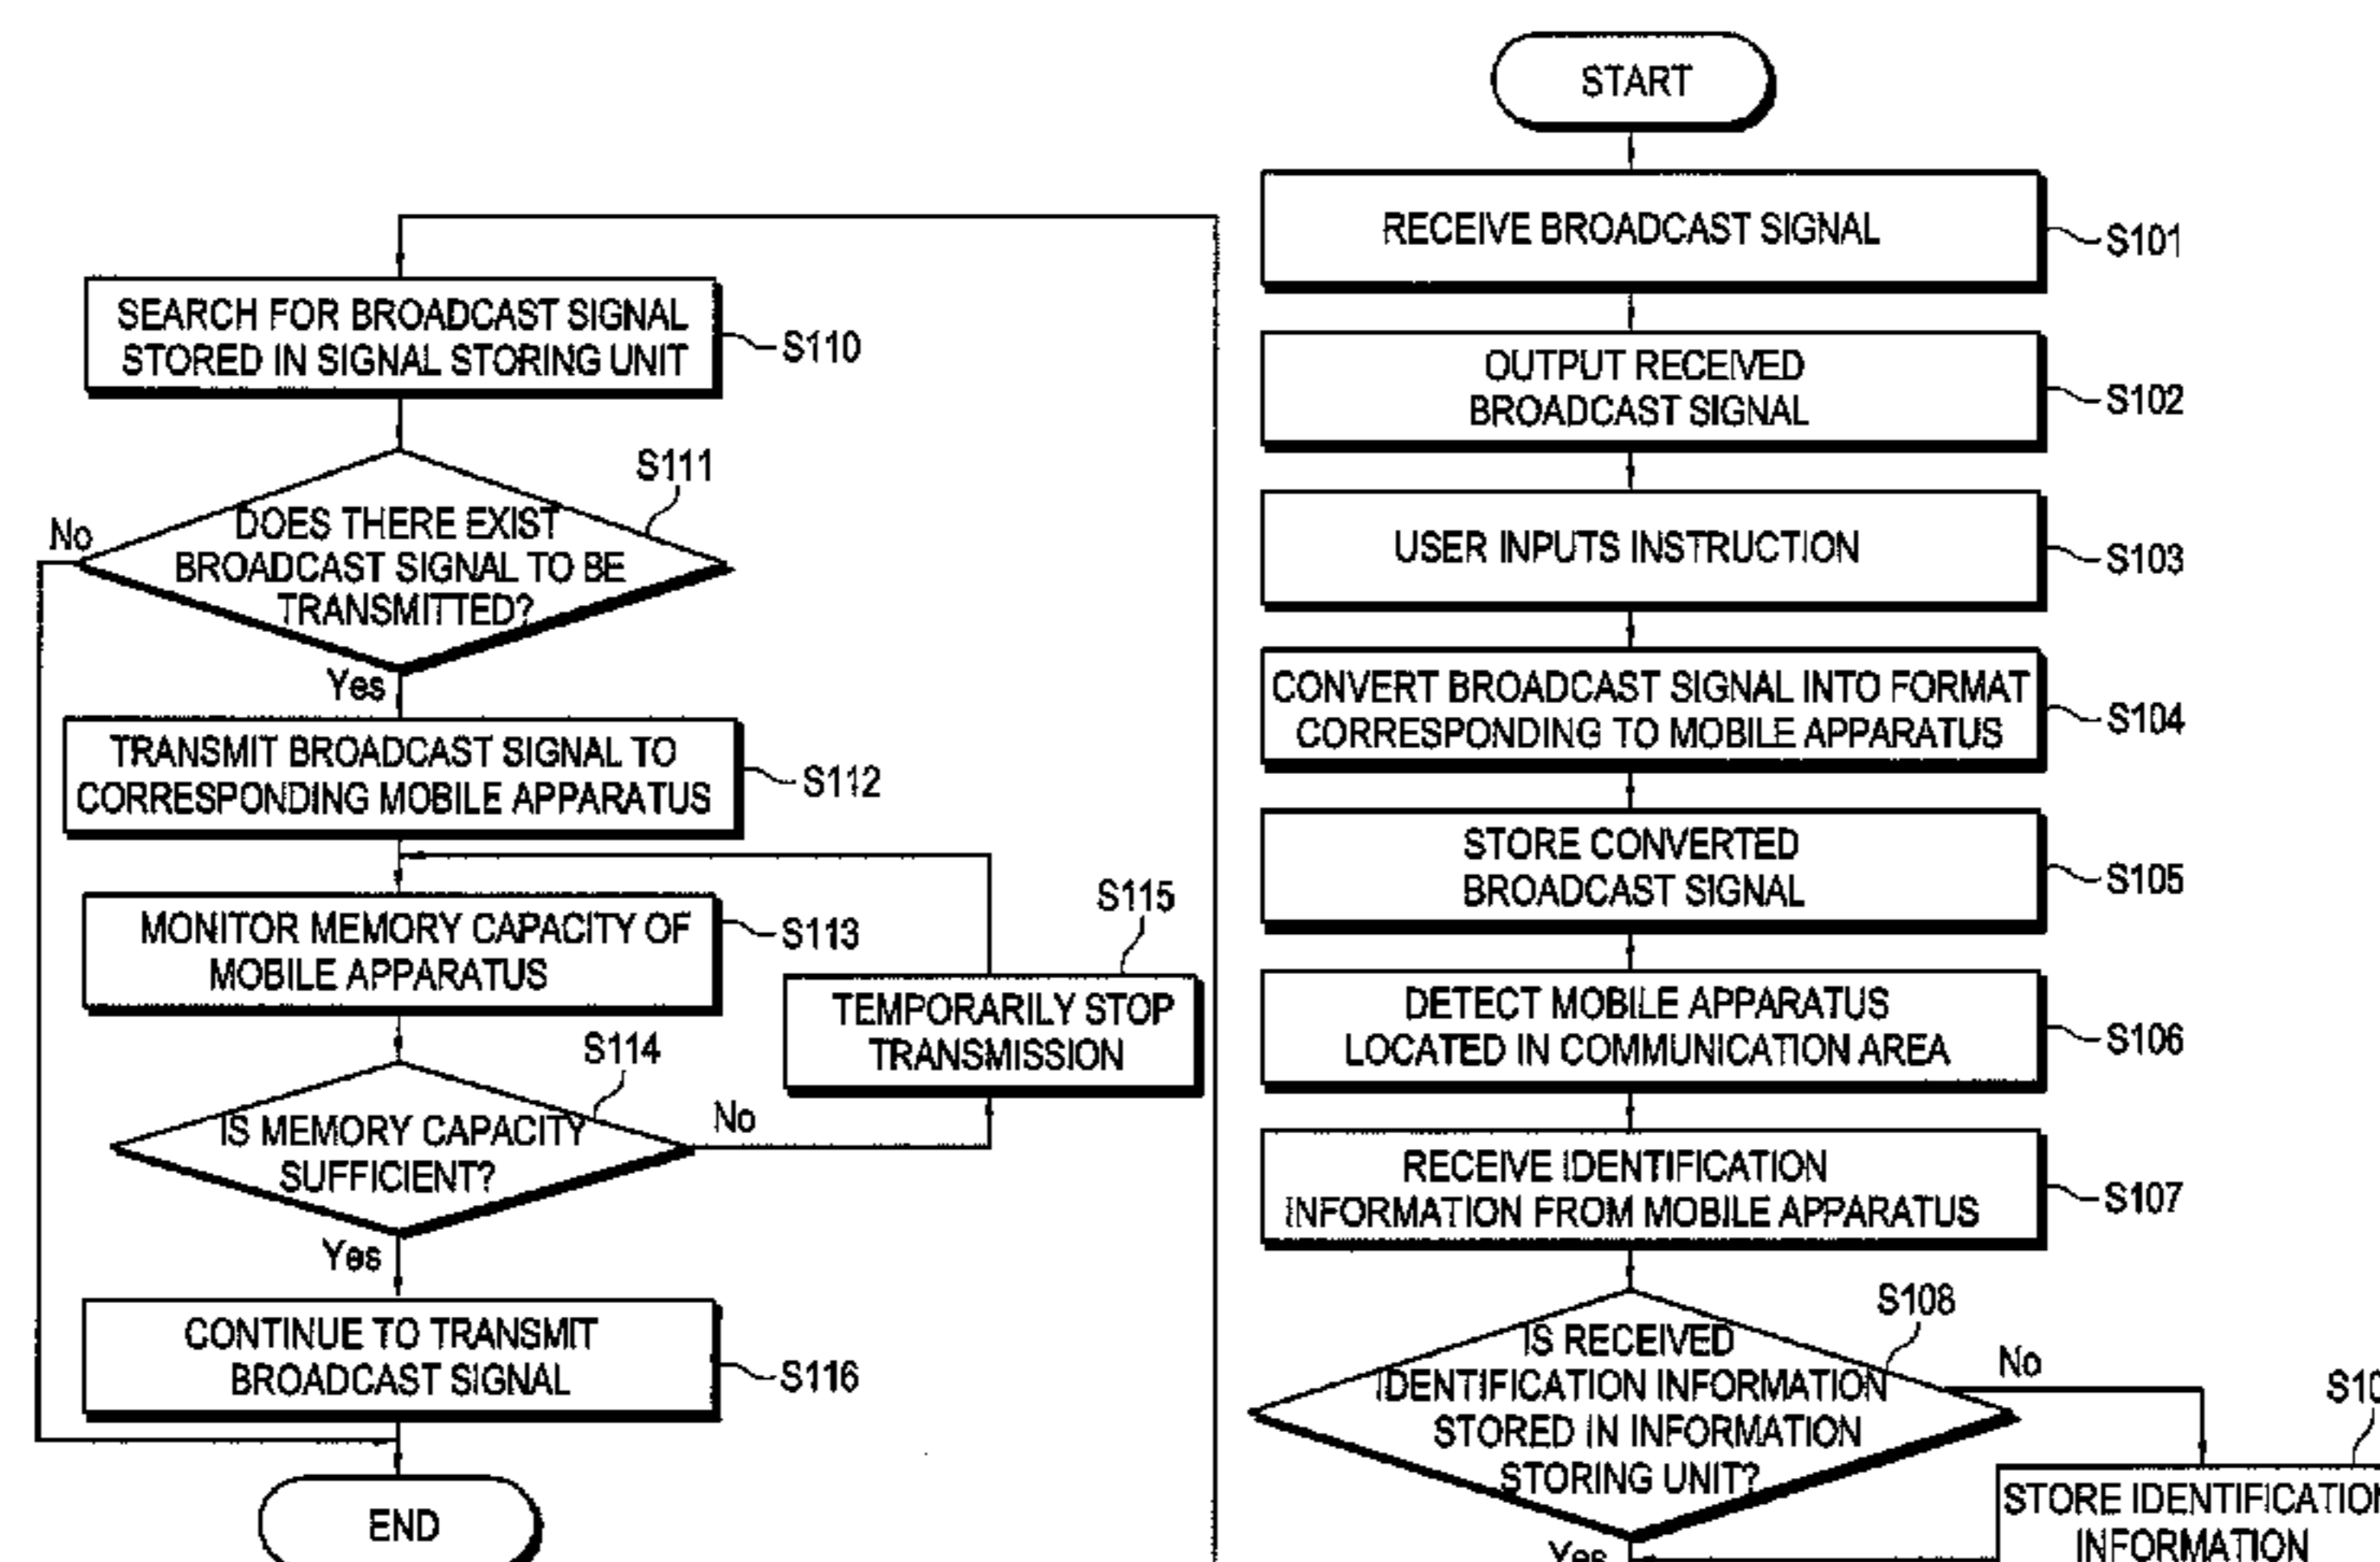 START
RECEIVE BROADCAST SIGNAL
S101
OUTPUT RECEIVED
BROADCAST SIGNAL
S102
USER INPUTS INSTRUCTION
S103
CONVERT BROADCAST SIGNAL INTO FORMAT
CORRESPONDING TO MOBILE APPARATUS
S104
STORE CONVERTED
BROADCAST SIGNAL
S105
DETECT MOBILE APPARATUS
LOCATED IN COMMUNICATION AREA
S106
RECEIVE IDENTIFICATION
INFORMATION FROM MOBILE APPARATUS
S107
S108
IS RECEIVED
IDENTIFICATION INFORMATION
STORED IN INFORMATION
STORING UNIT?
No
Yes
STORE IDENTIFICATION
INFORMATION
SEARCH FOR BROADCAST SIGNAL
STORED IN SIGNAL STORING UNIT
S110
S111
DOES THERE EXIST
BROADCAST SIGNAL TO BE
TRANSMITTED?
No
Yes
TRANSMIT BROADCAST SIGNAL TO
CORRESPONDING MOBILE APPARATUS
S112
MONITOR MEMORY CAPACITY OF
MOBILE APPARATUS
S113
S114
IS MEMORY CAPACITY
SUFFICIENT?
No
Yes
S115
TEMPORARILY STOP
TRANSMISSION
CONTINUE TO TRANSMIT
BROADCAST SIGNAL
S116
END